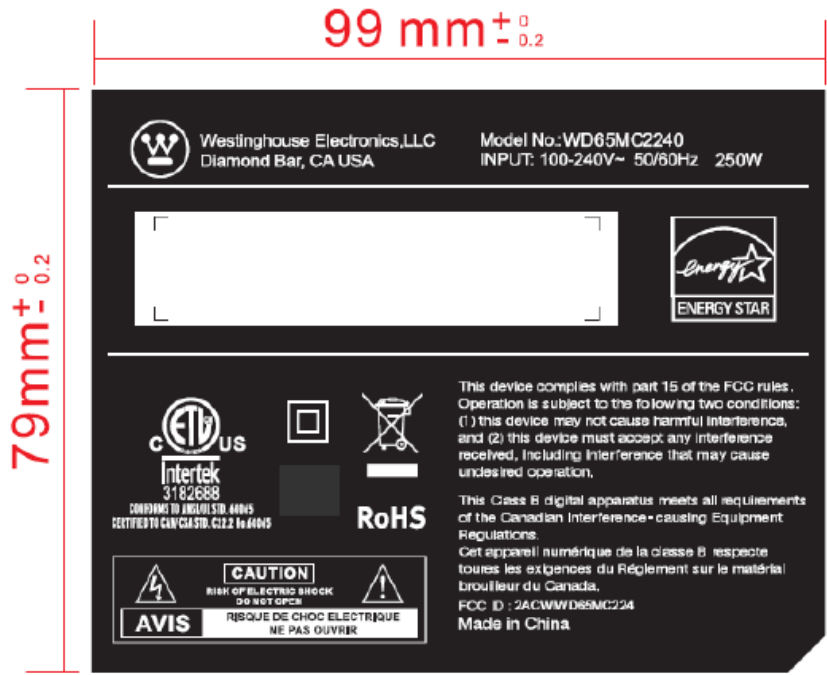 99 mm + 0 - 0.2
79mm + 0 - 0.2
W
Westinghouse Electronics,LLC
Diamond Bar, CA USA
Model No.:WD65MC2240
INPUT: 100-240V~ 50/60Hz 250W
energy
ENERGY STAR
C ETL US
Intertek
3182688
CONFORMS TO ANSI/UL STD. 60065
CERTIFIED TO CAN/CSA STD. C22.2 No.60065
RoHS
CAUTION
RISK OF ELECTRIC SHOCK
DO NOT OPEN
AVIS
RISQUE DE CHOC ELECTRIQUE
NE PAS OUVRIR
This device complies with part 15 of the FCC rules.
Operation is subject to the following two conditions:
(1) this device may not cause harmful interference,
and (2) this device must accept any interference
received, including interference that may cause
undesired operation.
This Class B digital apparatus meets all requirements
of the Canadian Interference-causing Equipment
Regulations.
Cet appareil numérique de la classe B respecte
toures les exigences du Réglement sur le matérial
brouilleur du Canada.
FCC ID : 2ACWWWD65MC224
Made in China